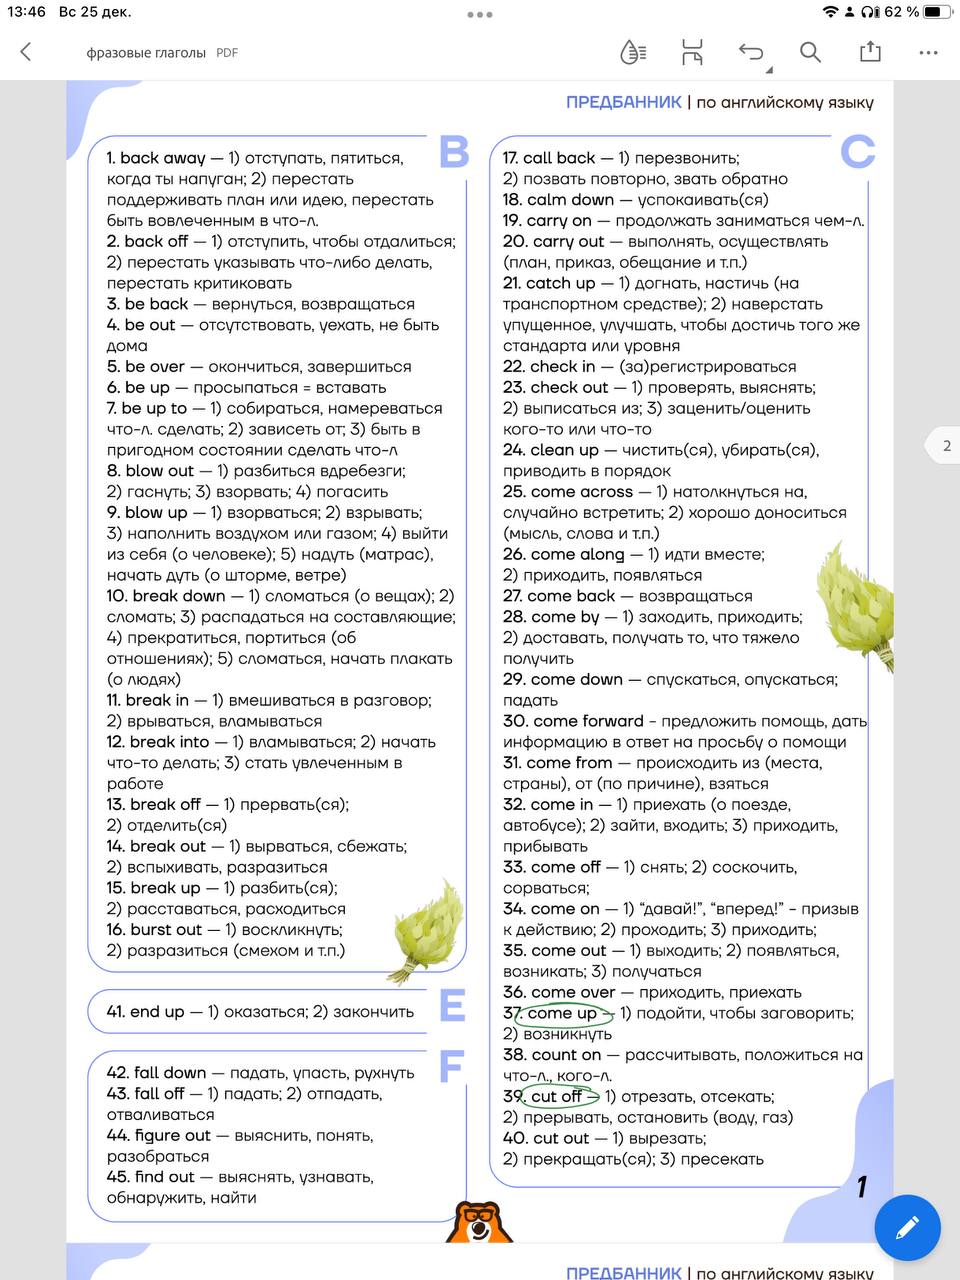 13:46 Вс 25 дек.
62 %
фразовые глаголы PDF
ПРЕДБАННИК | по английскому языку
B
1. back away — 1) отступать, пятиться,
когда ты напуган; 2) перестать
поддерживать план или идею, перестать
быть вовлеченным в что-л.
2. back off — 1) отступить, чтобы отдалиться;
2) перестать указывать что-либо делать,
перестать критиковать
3. be back — вернуться, возвращаться
4. be out — отсутствовать, уехать, не быть
дома
5. be over — окончиться, завершиться
6. be up — просыпаться = вставать
7. be up to — 1) собираться, намереваться
что-л. сделать; 2) зависеть от; 3) быть в
пригодном состоянии сделать что-л
8. blow out — 1) разбиться вдребезги;
2) гаснуть; 3) взорвать; 4) погасить
9. blow up — 1) взорваться; 2) взрывать;
3) наполнить воздухом или газом; 4) выйти
из себя (о человеке); 5) надуть (матрас),
начать дуть (о шторме, ветре)
10. break down — 1) сломаться (о вещах); 2)
сломать; 3) распадаться на составляющие;
4) прекратиться, портиться (об
отношениях); 5) сломаться, начать плакать
(о людях)
11. break in — 1) вмешиваться в разговор;
2) врываться, вламываться
12. break into — 1) вламываться; 2) начать
что-то делать; 3) стать увлеченным в
работе
13. break off — 1) прервать(ся);
2) отделить(ся)
14. break out — 1) вырваться, сбежать;
2) вспыхивать, разразиться
15. break up — 1) разбить(ся);
2) расставаться, расходиться
16. burst out — 1) воскликнуть;
2) разразиться (смехом и т.п.)
E
41. end up — 1) оказаться; 2) закончить
F
42. fall down — падать, упасть, рухнуть
43. fall off — 1) падать; 2) отпадать,
отваливаться
44. figure out — выяснить, понять,
разобраться
45. find out — выяснять, узнавать,
обнаружить, найти
C
17. call back — 1) перезвонить;
2) позвать повторно, звать обратно
18. calm down — успокаивать(ся)
19. carry on — продолжать заниматься чем-л.
20. carry out — выполнять, осуществлять
(план, приказ, обещание и т.п.)
21. catch up — 1) догнать, настичь (на
транспортном средстве); 2) наверстать
упущенное, улучшать, чтобы достичь того же
стандарта или уровня
22. check in — (за)регистрироваться
23. check out — 1) проверять, выяснять;
2) выписаться из; 3) заценить/оценить
кого-то или что-то
24. clean up — чистить(ся), убирать(ся),
приводить в порядок
25. come across — 1) натолкнуться на,
случайно встретить; 2) хорошо доноситься
(мысль, слова и т.п.)
26. come along — 1) идти вместе;
2) приходить, появляться
27. come back — возвращаться
28. come by — 1) заходить, приходить;
2) доставать, получать то, что тяжело
получить
29. come down — спускаться, опускаться;
падать
30. come forward - предложить помощь, дать
информацию в ответ на просьбу о помощи
31. come from — происходить из (места,
страны), от (по причине), взяться
32. come in — 1) приехать (о поезде,
автобусе); 2) зайти, входить; 3) приходить,
прибывать
33. come off — 1) снять; 2) соскочить,
сорваться;
34. come on — 1) “давай!”, “вперед!” - призыв
к действию; 2) проходить; 3) приходить;
35. come out — 1) выходить; 2) появляться,
возникать; 3) получаться
36. come over — приходить, приехать
37. come up — 1) подойти, чтобы заговорить;
2) возникнуть
38. count on — рассчитывать, положиться на
что-л., кого-л.
39. cut off — 1) отрезать, отсекать;
2) прерывать, остановить (воду, газ)
40. cut out — 1) вырезать;
2) прекращать(ся); 3) пресекать
1
2
ПРЕДБАННИК | по английскому языку